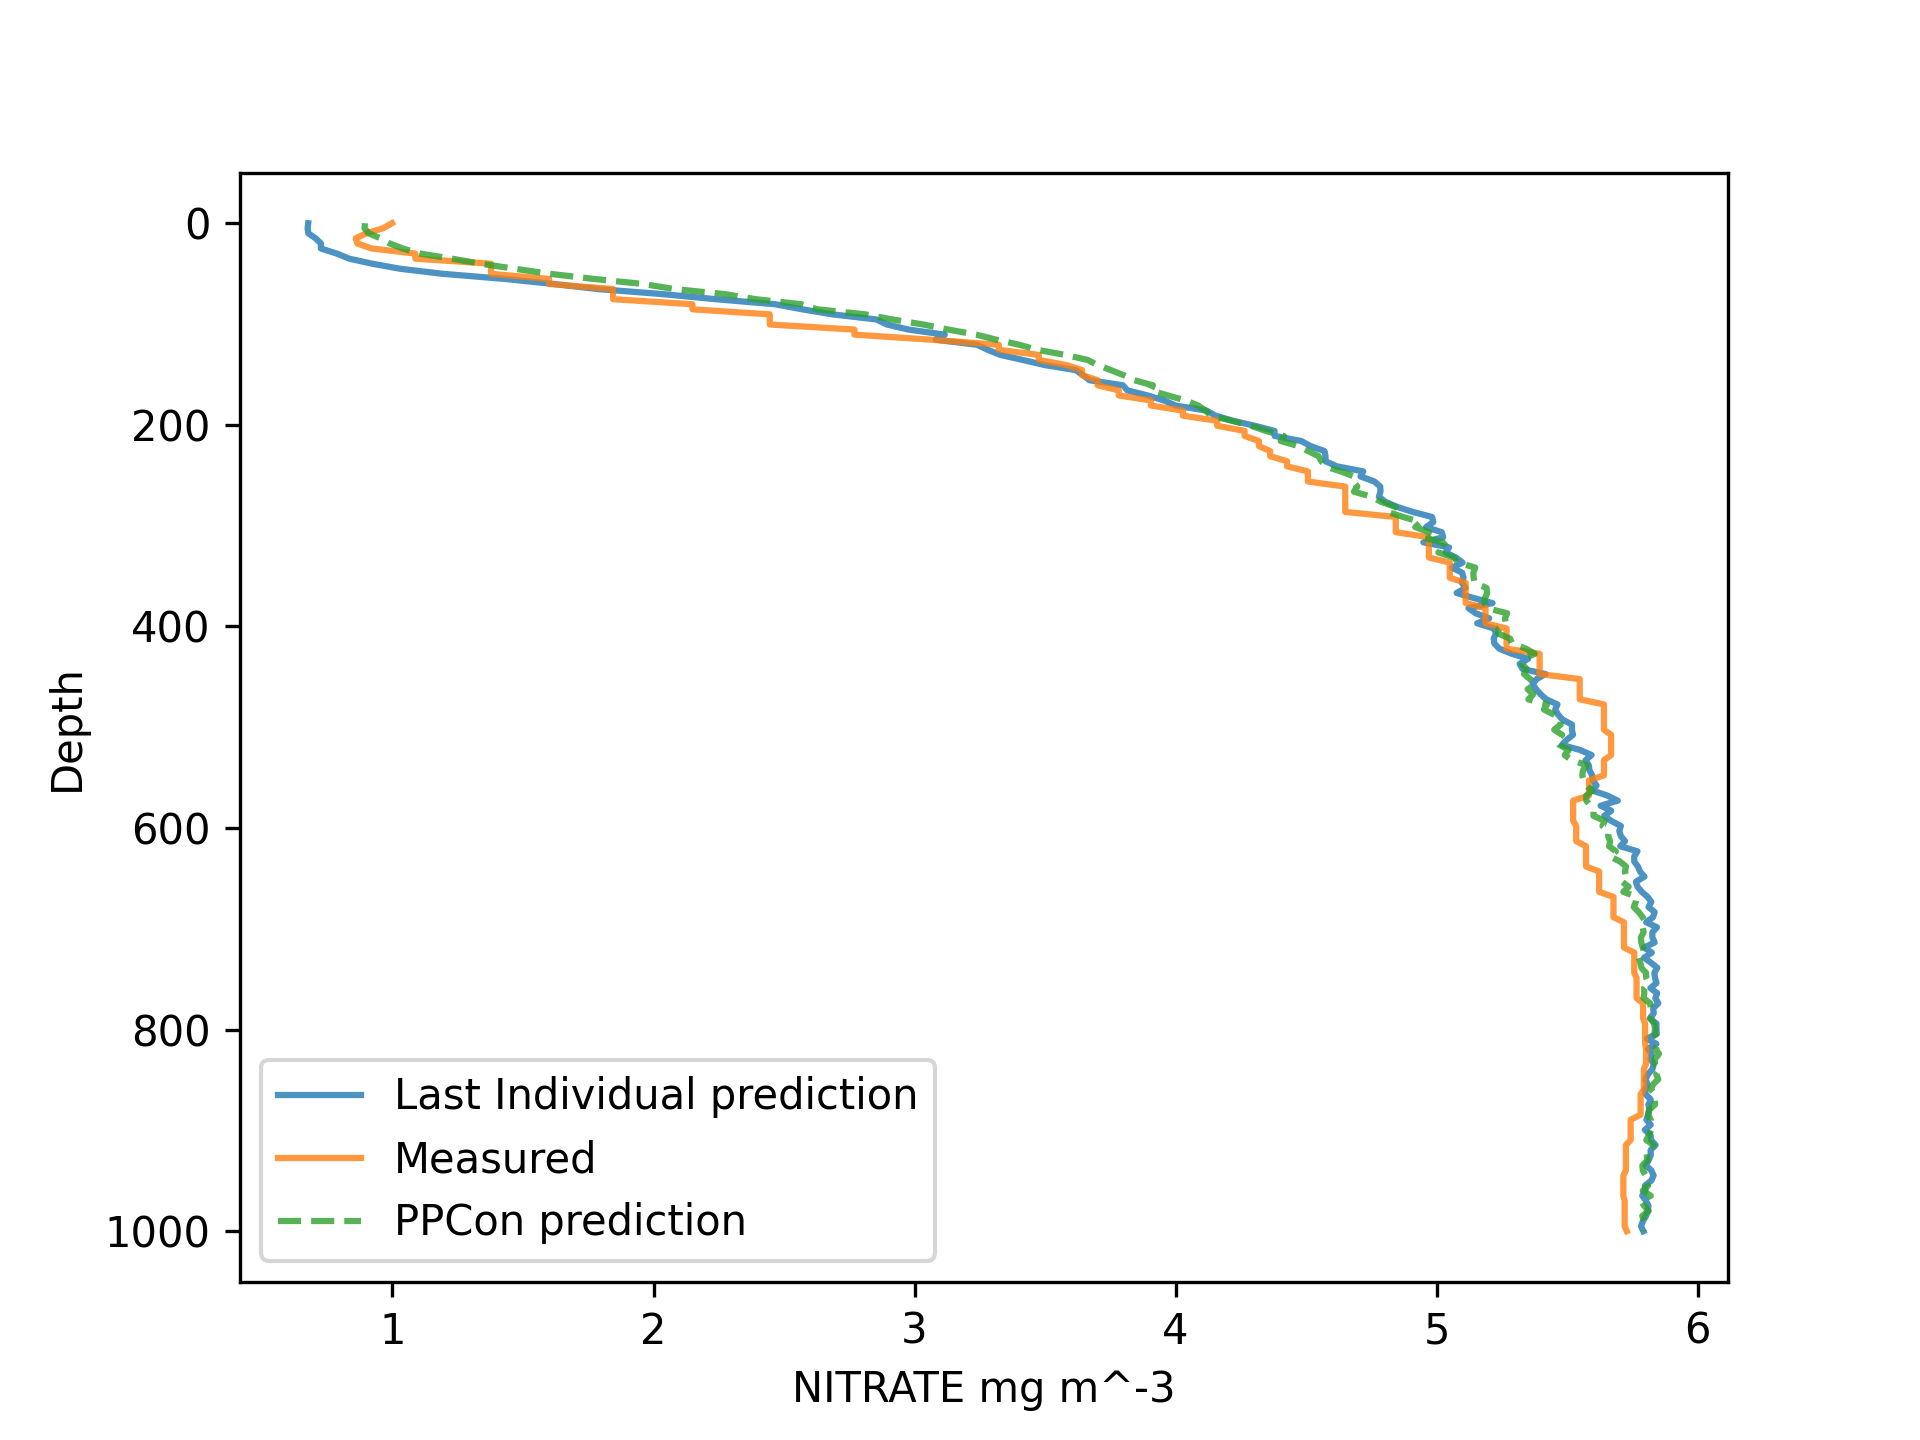 0
200
400
600
800
1000
Depth
Last Individual prediction
Measured
PPCon prediction
1 2 3 4 5 6
NITRATE mg m^-3